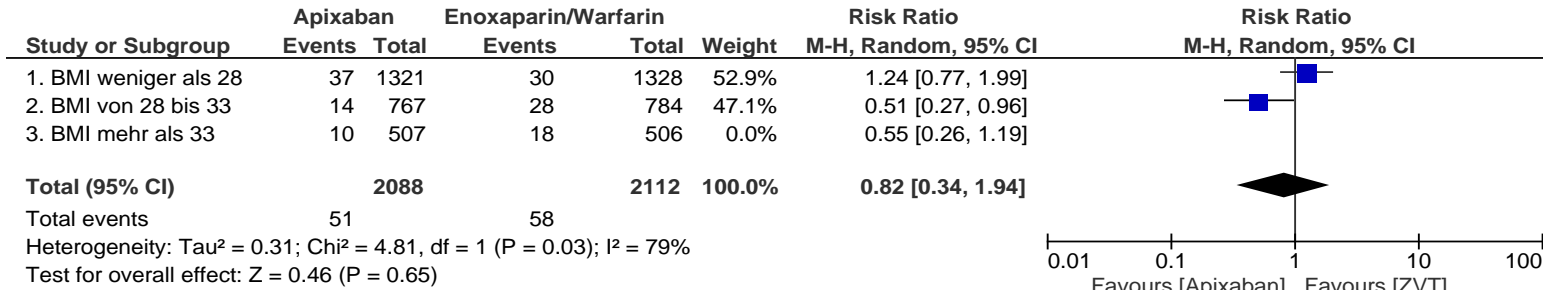 Apixaban Enoxaparin/Warfarin Risk Ratio Risk Ratio
Study or Subgroup Events Total Events Total Weight M-H, Random, 95% CI M-H, Random, 95% CI
1. BMI weniger als 28 37 1321 30 1328 52.9% 1.24 [0.77, 1.99]
2. BMI von 28 bis 33 14 767 28 784 47.1% 0.51 [0.27, 0.96]
3. BMI mehr als 33 10 507 18 506 0.0% 0.55 [0.26, 1.19]
Total (95% CI) 2088 2112 100.0% 0.82 [0.34, 1.94]
Total events 51 58
Heterogeneity: Tau² = 0.31; Chi² = 4.81, df = 1 (P = 0.03); I² = 79%
Test for overall effect: Z = 0.46 (P = 0.65)
0.01 0.1 1 10 100
Favours [Apixaban] Favours [ZVT]